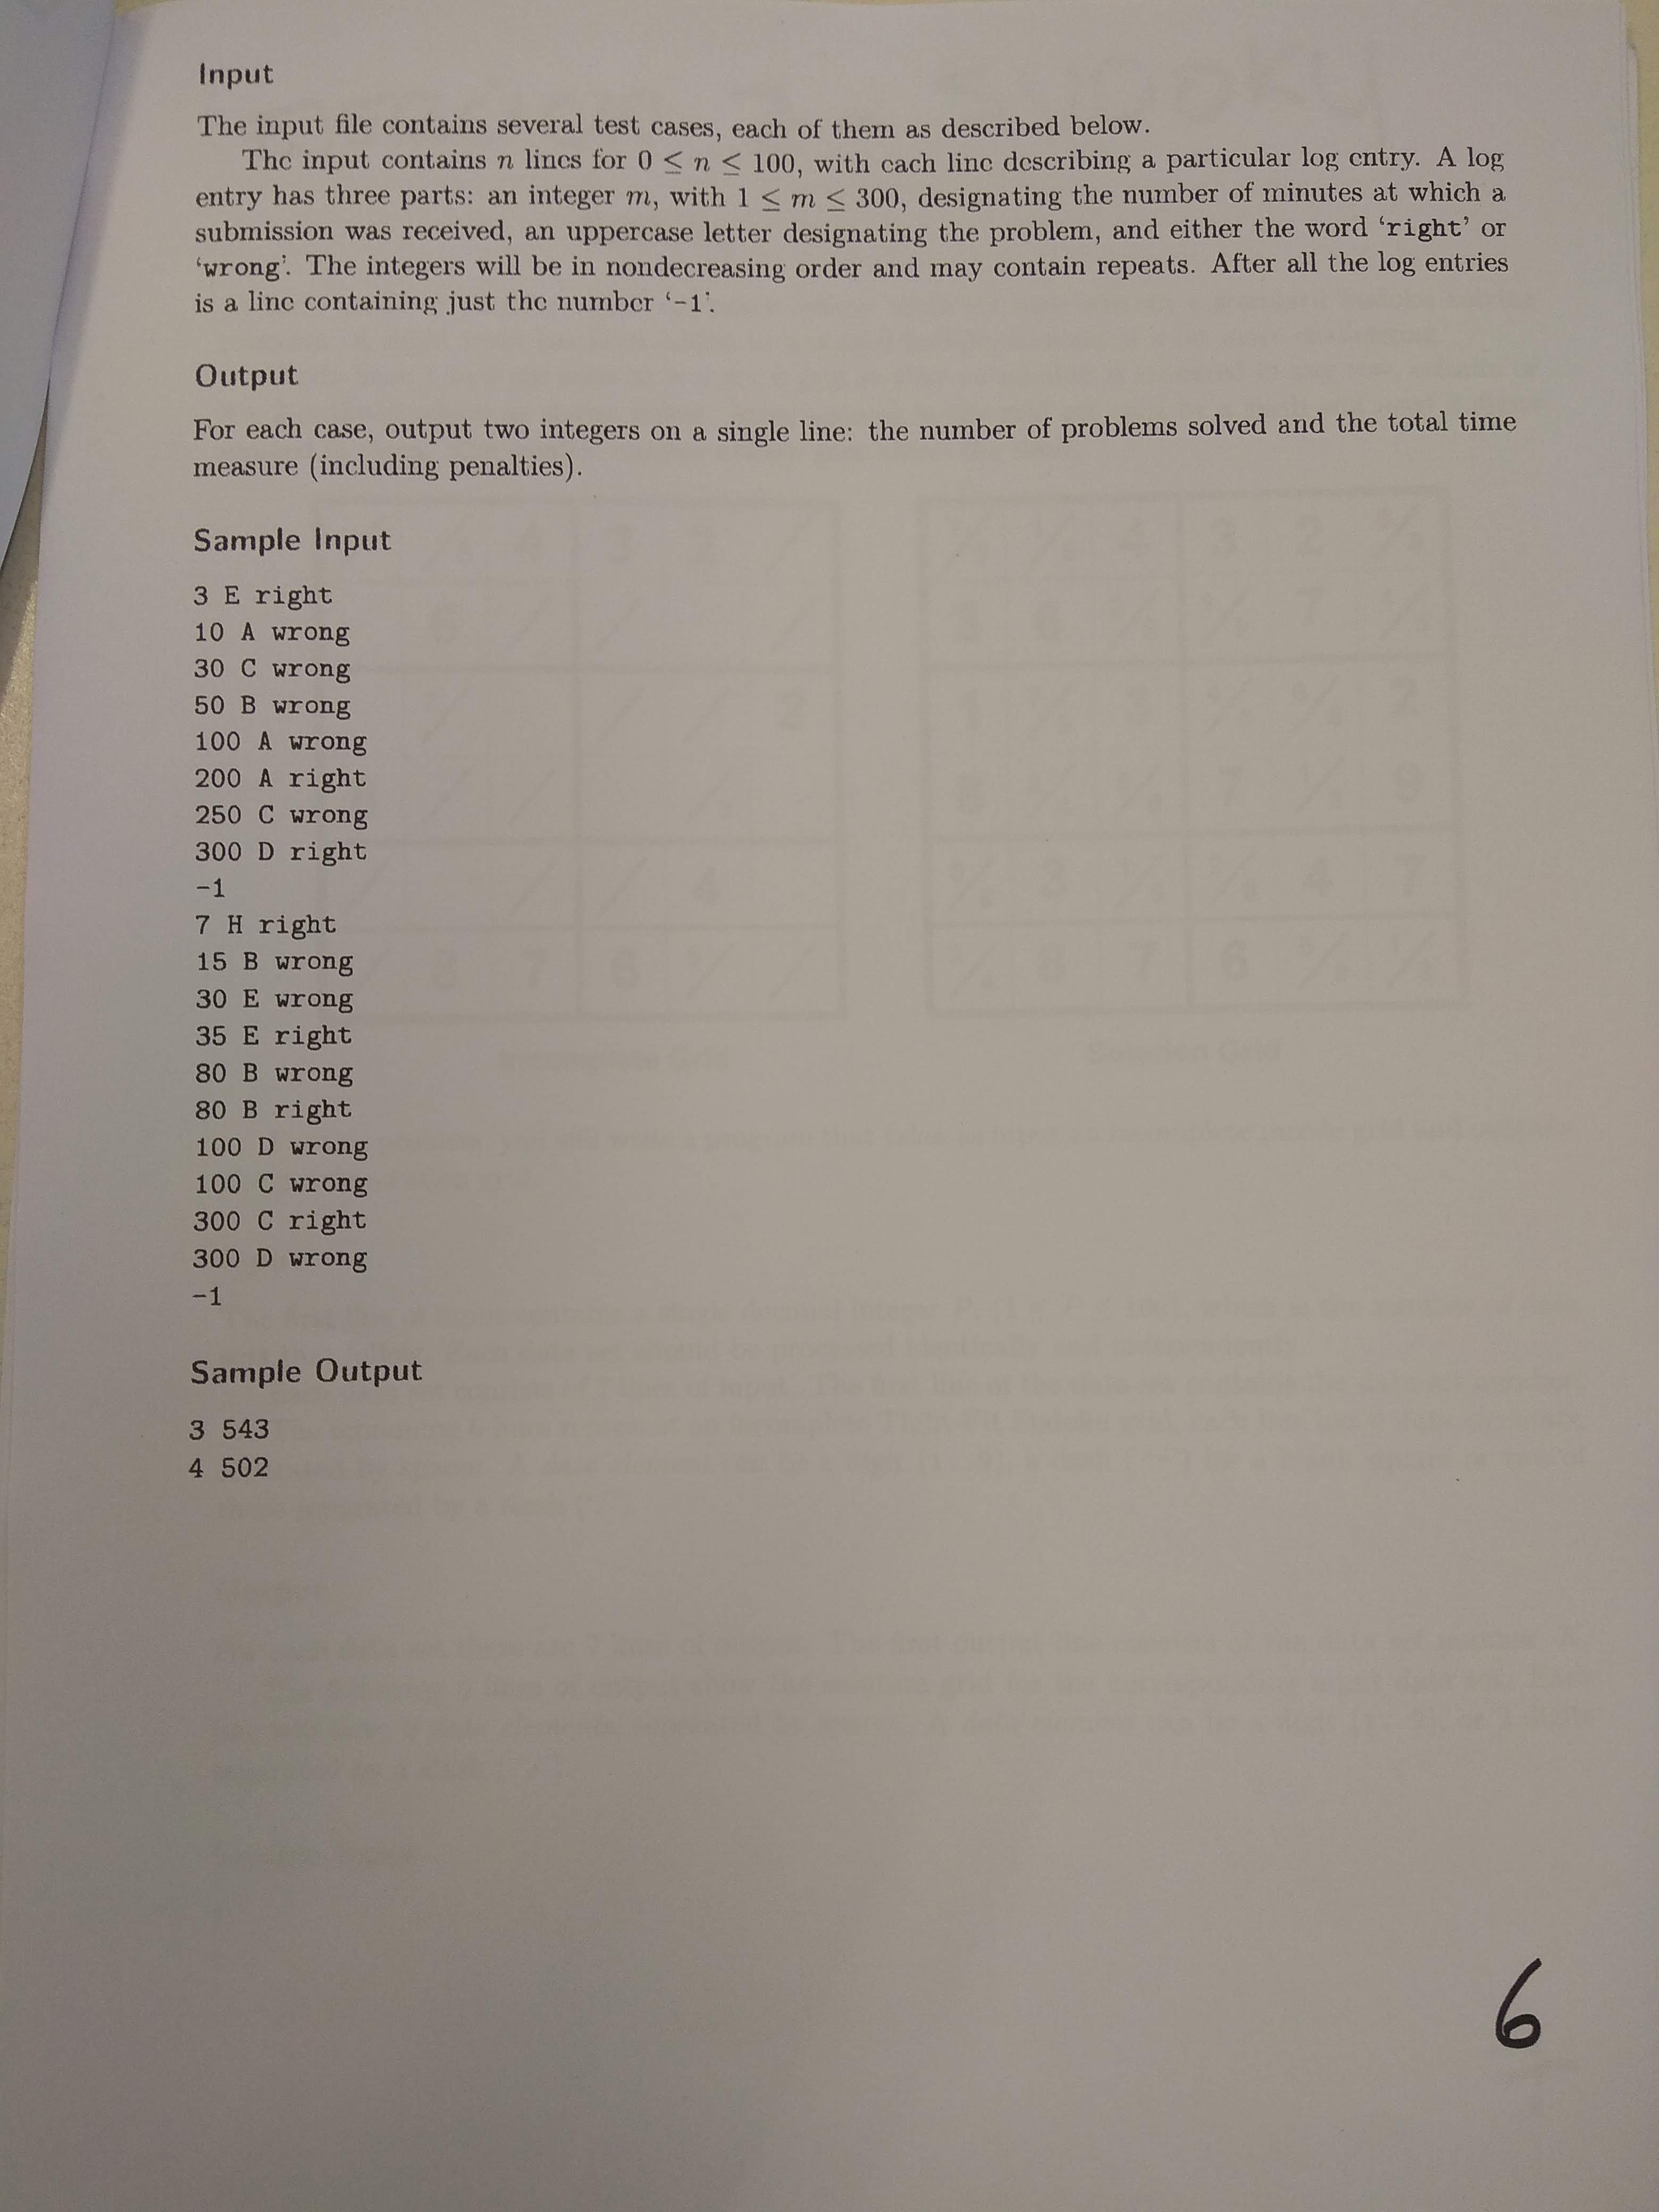 Input
The input file contains several test cases, each of them as described below.
The input contains n lines for 0 ≤ n ≤ 100, with each line describing a particular log entry. A log
entry has three parts: an integer m, with 1 ≤ m ≤ 300, designating the number of minutes at which a
submission was received, an uppercase letter designating the problem, and either the word ‘right’ or
‘wrong’. The integers will be in nondecreasing order and may contain repeats. After all the log entries
is a line containing just the number ‘-1’.
Output
For each case, output two integers on a single line: the number of problems solved and the total time
measure (including penalties).
Sample Input
3 E right
10 A wrong
30 C wrong
50 B wrong
100 A wrong
200 A right
250 C wrong
300 D right
-1
7 H right
15 B wrong
30 E wrong
35 E right
80 B wrong
80 B right
100 D wrong
100 C wrong
300 C right
300 D wrong
-1
Sample Output
3 543
4 502
6